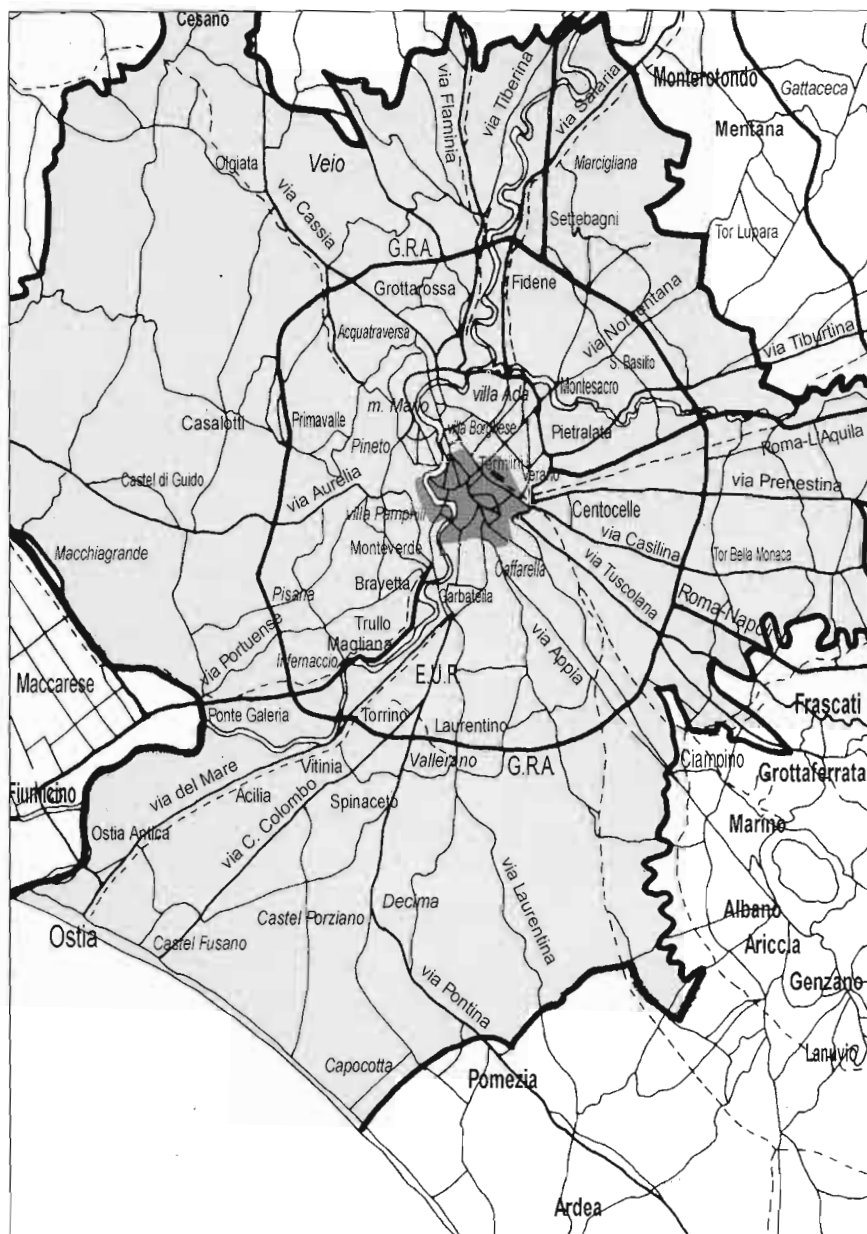 Cesano
via Flaminia
via Tiberina
via Salaria
Monterotondo
Gattaceca
Mentana
Olgiata
Veio
Marcigliana
via Cassia
Settebagni
Tor Lupara
G.R.A.
Grottarossa
Fidene
via Nomentana
Acquatraversa
S. Basilio
via Tiburtina
m. Mario
villa Ada
Montesacro
Casalotti
Primavalle
villa Borghese
Pietralata
Pineto
Termini
Verano
Roma-L'Aquila
Castel di Guido
via Aurelia
via Prenestina
villa Pamphili
Centocelle
Macchiagrande
Monteverde
via Casilina
Tor Bella Monaca
Bravetta
Caffarella
via Tuscolana
Pisana
Garbatella
Roma-Napoli
Trullo
via Portuense
Magliana
via Appia
Infernaccio
Maccarese
E.U.R
Frascati
Ponte Galeria
Torrino
Laurentino
Vallerano
G.R.A
Ciampino
Grottaferrata
Fiumicino
via del Mare
Vitinia
Acilia
Spinaceto
Marino
Ostia Antica
via C. Colombo
via Laurentina
Castel Porziano
Decima
Albano
Ostia
Castel Fusano
Ariccia
via Pontina
Genzano
Lanuvio
Capocotta
Pomezia
Ardea